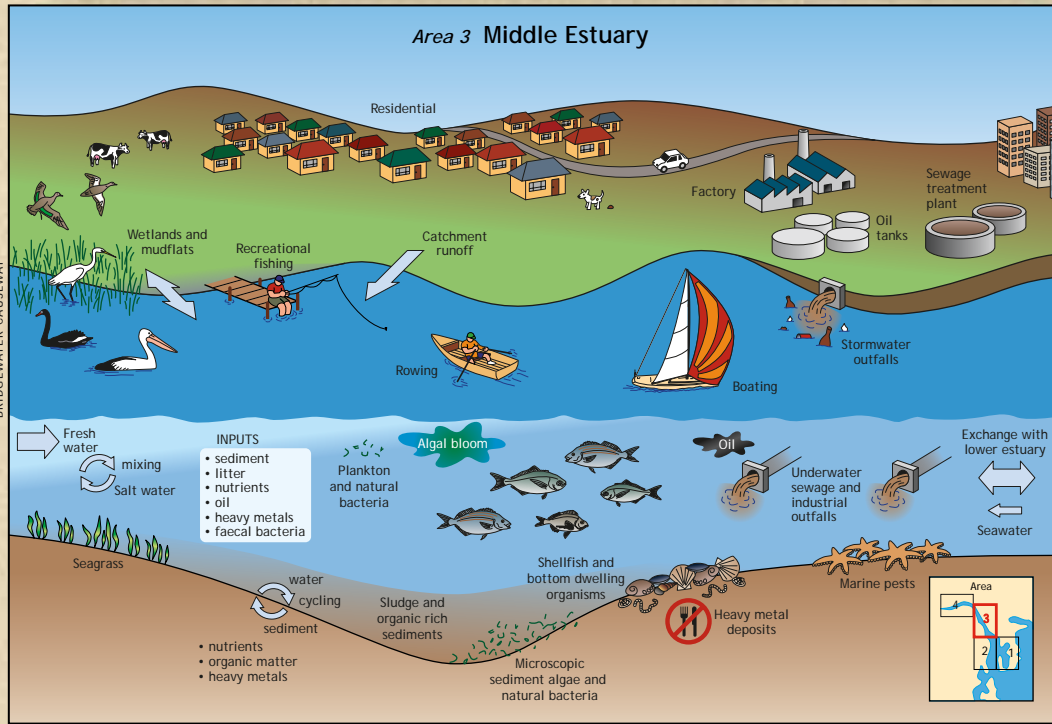 Area 3 Middle Estuary
Residential
Factory
Sewage
treatment
plant
Oil
tanks
Wetlands and
mudflats
Recreational
fishing
Catchment
runoff
BRIDGEWATER CAUSEWAY
Rowing
Boating
Stormwater
outfalls
Fresh
water
mixing
Salt water
INPUTS
• sediment
• litter
• nutrients
• oil
• heavy metals
• faecal bacteria
Plankton
and natural
bacteria
Algal bloom
Oil
Underwater
sewage and
industrial
outfalls
Exchange with
lower estuary
Seawater
Seagrass
water
cycling
sediment
• nutrients
• organic matter
• heavy metals
Sludge and
organic rich
sediments
Shellfish and
bottom dwelling
organisms
Microscopic
sediment algae and
natural bacteria
Heavy metal
deposits
Marine pests
Area
4
3
2
1